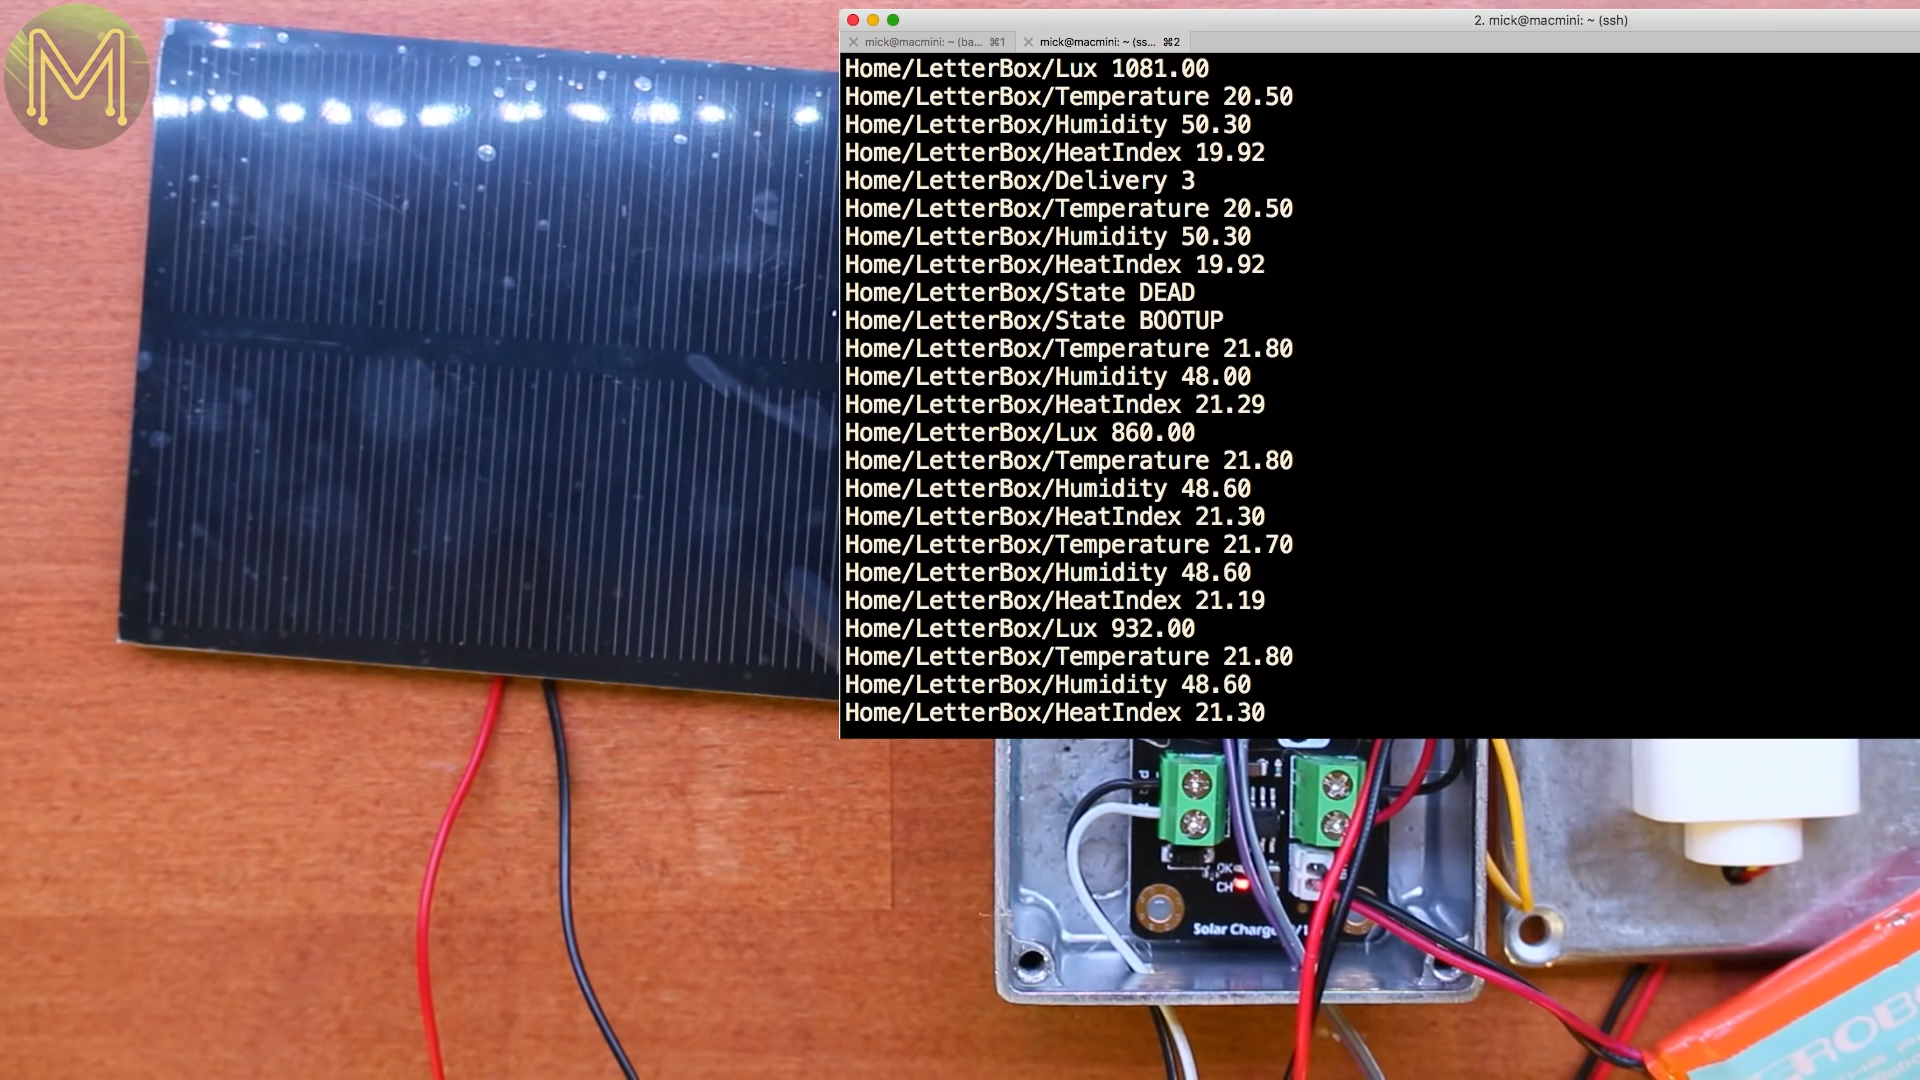 M
2. mick@macmini: ~ (ssh)
mick@macmini: ~ (ba... ⌘1
mick@macmini: ~ (ss... ⌘2
Home/LetterBox/Lux 1081.00
Home/LetterBox/Temperature 20.50
Home/LetterBox/Humidity 50.30
Home/LetterBox/HeatIndex 19.92
Home/LetterBox/Delivery 3
Home/LetterBox/Temperature 20.50
Home/LetterBox/Humidity 50.30
Home/LetterBox/HeatIndex 19.92
Home/LetterBox/State DEAD
Home/LetterBox/State BOOTUP
Home/LetterBox/Temperature 21.80
Home/LetterBox/Humidity 48.00
Home/LetterBox/HeatIndex 21.29
Home/LetterBox/Lux 860.00
Home/LetterBox/Temperature 21.80
Home/LetterBox/Humidity 48.60
Home/LetterBox/HeatIndex 21.30
Home/LetterBox/Temperature 21.70
Home/LetterBox/Humidity 48.60
Home/LetterBox/HeatIndex 21.19
Home/LetterBox/Lux 932.00
Home/LetterBox/Temperature 21.80
Home/LetterBox/Humidity 48.60
Home/LetterBox/HeatIndex 21.30
OK
CH
Solar